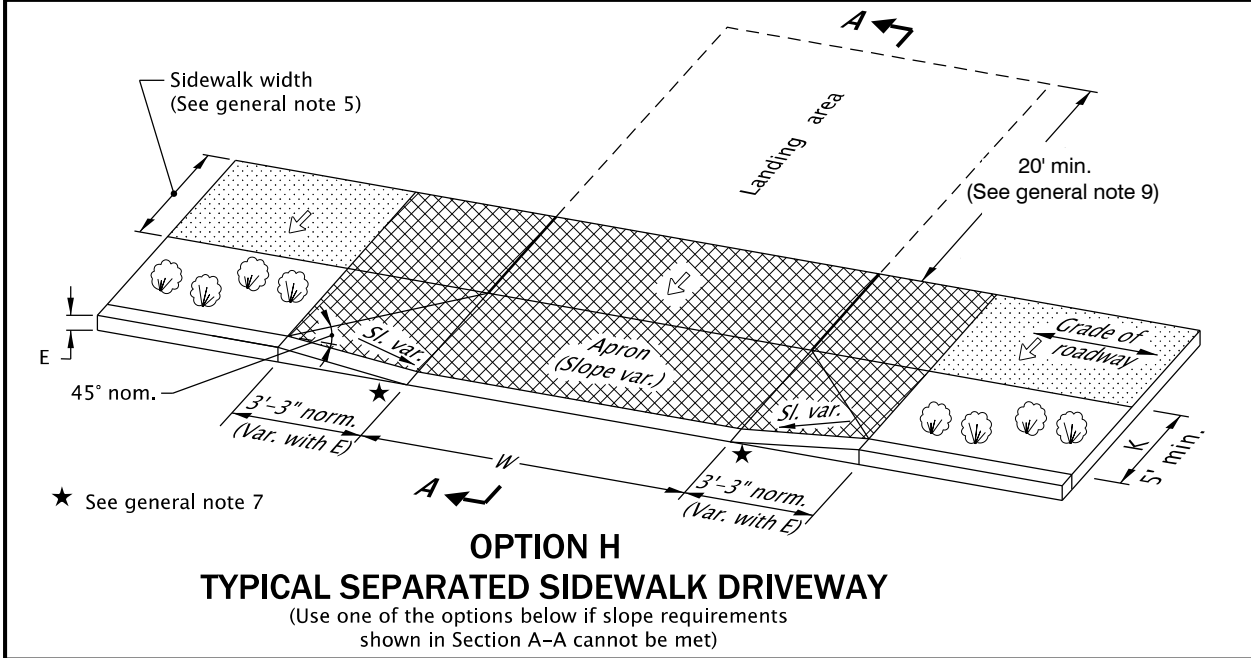 A
Sidewalk width
(See general note 5)
Landing area
20' min.
(See general note 9)
Grade of
roadway
E
Sl. var.
Apron
(Slope var.)
45° nom.
Sl. var.
3'–3" norm.
(Var. with E)
W
K
5' min.
A
3'–3" norm.
(Var. with E)
★ See general note 7
OPTION H
TYPICAL SEPARATED SIDEWALK DRIVEWAY
(Use one of the options below if slope requirements
shown in Section A–A cannot be met)